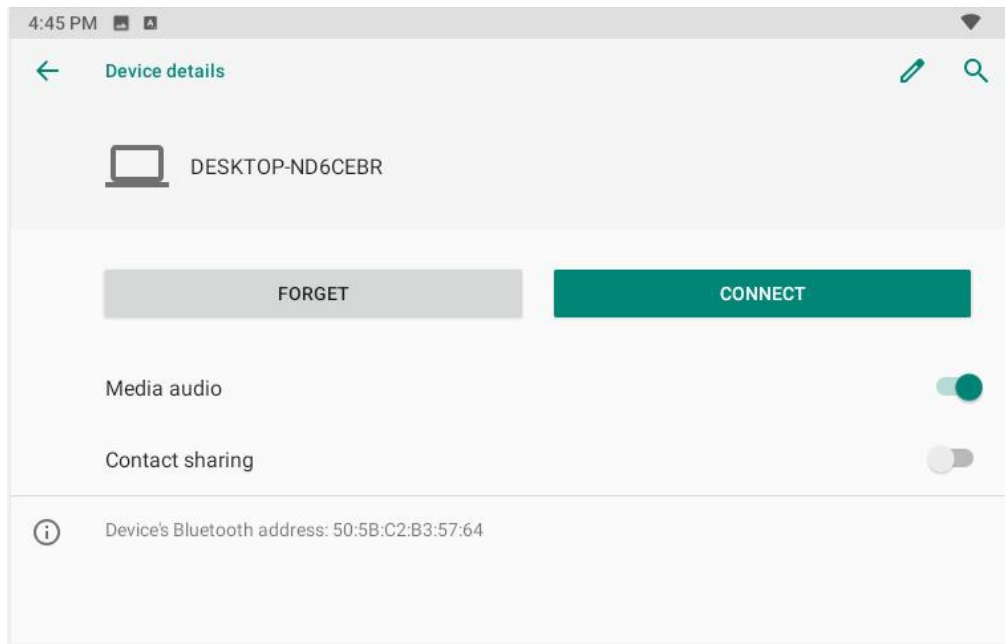 4:45 PM A
Device details
DESKTOP-ND6CEBR
FORGET CONNECT
Media audio
Contact sharing
Device's Bluetooth address: 50:5B:C2:B3:57:64